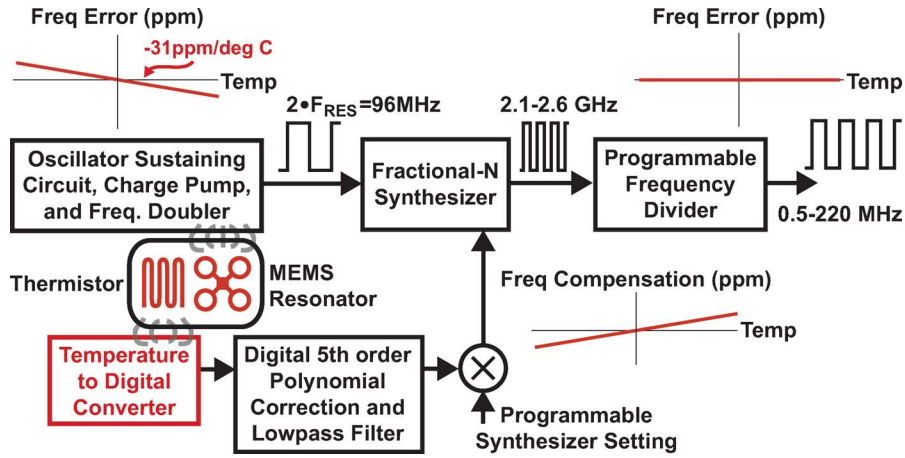 Freq Error (ppm)
-31ppm/deg C
Temp
2•F_RES=96MHz
2.1-2.6 GHz
Freq Error (ppm)
Temp
Oscillator Sustaining
Circuit, Charge Pump,
and Freq. Doubler
Fractional-N
Synthesizer
Programmable
Frequency
Divider
0.5-220 MHz
Thermistor
MEMS
Resonator
Freq Compensation (ppm)
Temp
Temperature
to Digital
Converter
Digital 5th order
Polynomial
Correction and
Lowpass Filter
Programmable
Synthesizer Setting